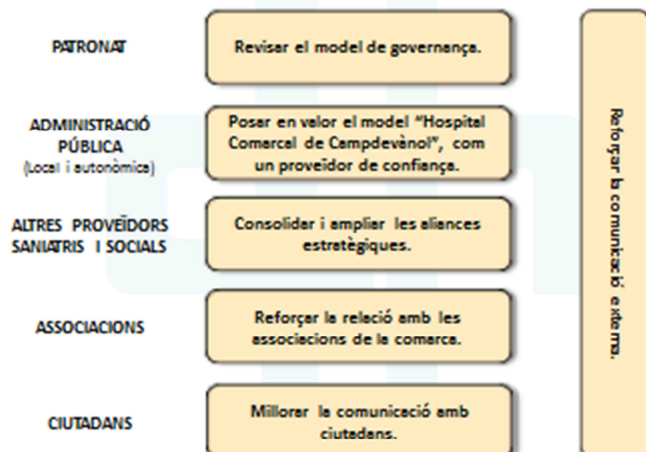 PATRONAT
Revisar el model de governança.
ADMINISTRACIÓ
PÚBLICA
(Local i autonòmica)
Posar en valor el model “Hospital
Comarcal de Campdevànol”, com
un proveïdor de confiança.
ALTRES PROVEÏDORS
SANIATRIS I SOCIALS
Consolidar i ampliar les aliances
estratègiques.
ASSOCIACIONS
Reforçar la relació amb les
associacions de la comarca.
CIUTADANS
Millorar la comunicació amb
ciutadans.
Reforçar la comunicació externa.